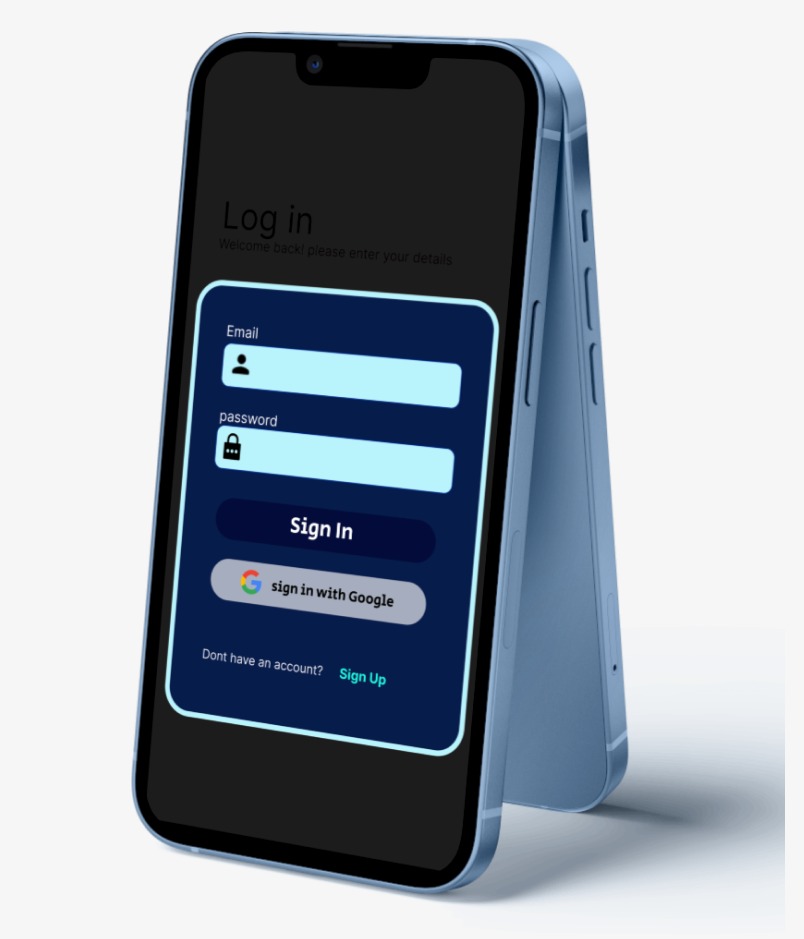 Log in
Welcome back! please enter your details
Email
password
Sign In
sign in with Google
Dont have an account? Sign Up